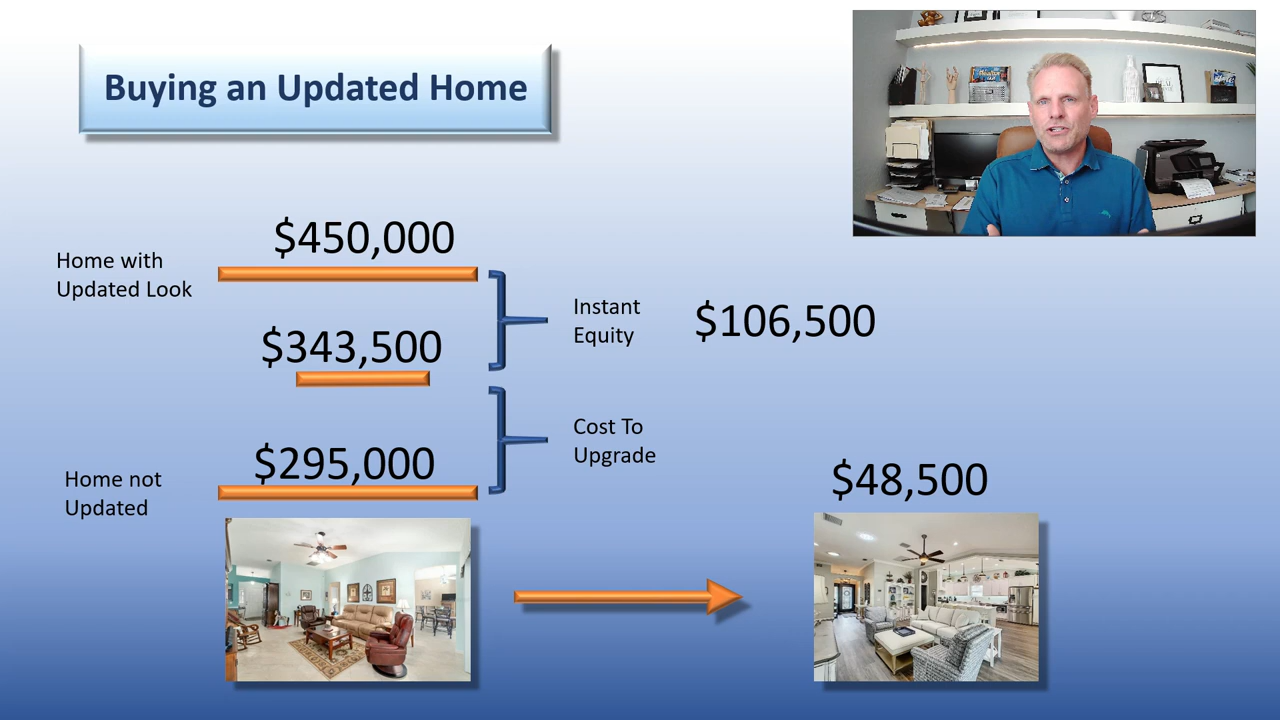 Buying an Updated Home
$450,000
Home with
Updated Look
Instant
Equity
$106,500
$343,500
Cost To
Upgrade
$295,000
$48,500
Home not
Updated